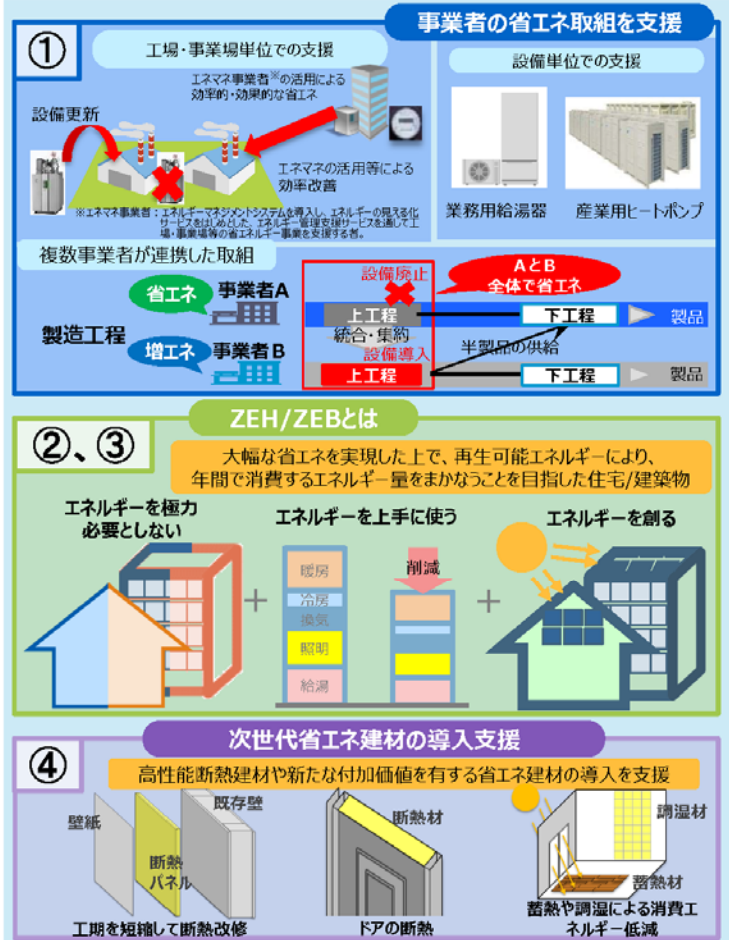 事業者の省エネ取組を支援
①
工場・事業場単位での支援
エネマネ事業者※の活用による
効率的・効果的な省エネ
設備更新
エネマネの活用等による
効率改善
※エネマネ事業者：エネルギーマネジメントシステムを導入し、エネルギーの見える化
サービスをはじめとした、エネルギー管理支援サービスを通して工
場・事業場等の省エネルギー事業を支援する者。
設備単位での支援
業務用給湯器
産業用ヒートポンプ
複数事業者が連携した取組
製造工程
省エネ
事業者A
増エネ
事業者B
設備廃止
AとB
全体で省エネ
上工程
下工程
製品
統合・集約
設備導入
半製品の供給
上工程
下工程
製品
ZEH/ZEBとは
②、③
大幅な省エネを実現した上で、再生可能エネルギーにより、
年間で消費するエネルギー量をまかなうことを目指した住宅/建築物
エネルギーを極力
必要としない
+
エネルギーを上手に使う
暖房
冷房
換気
照明
給湯
削減
+
エネルギーを創る
次世代省エネ建材の導入支援
④
高性能断熱建材や新たな付加価値を有する省エネ建材の導入を支援
壁紙
断熱
パネル
既存壁
工期を短縮して断熱改修
断熱材
ドアの断熱
調湿材
蓄熱材
蓄熱や調湿による消費エ
ネルギー低減